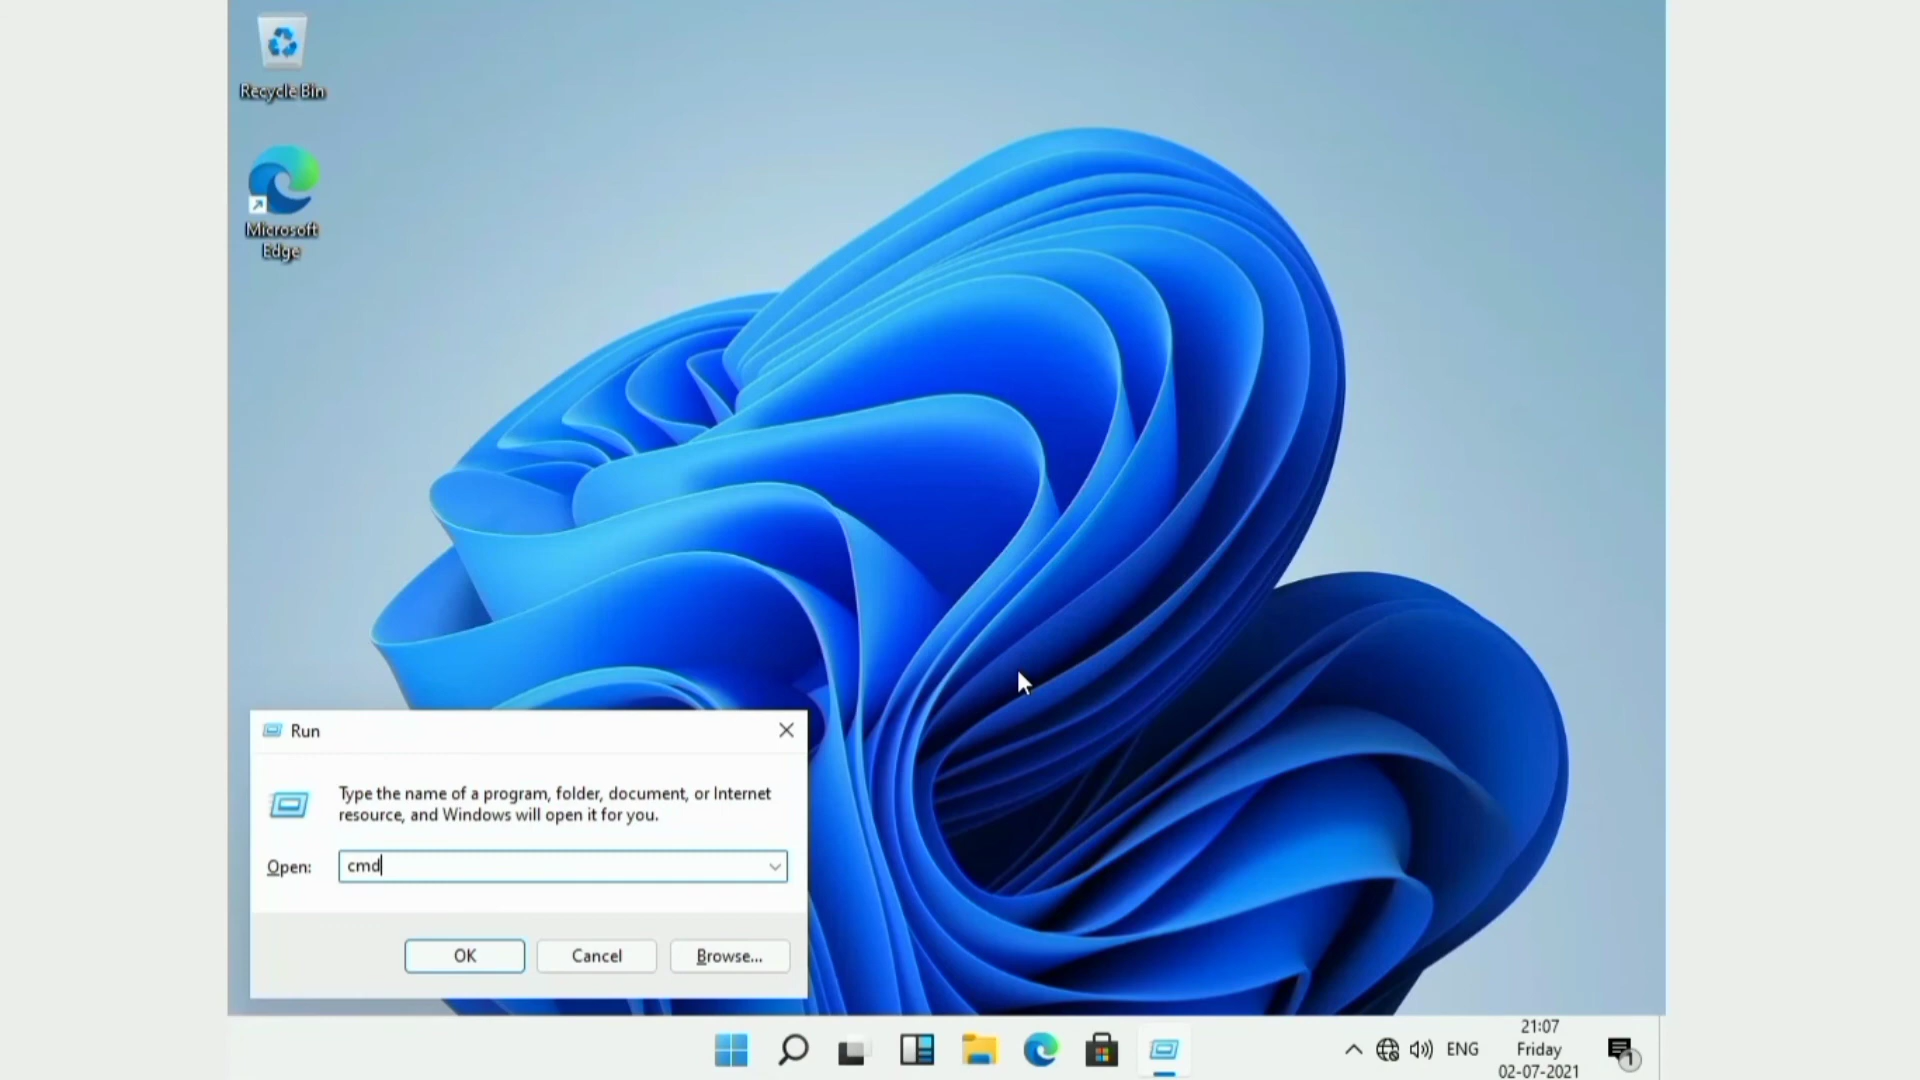 Recycle Bin
Microsoft
Edge
Run
Type the name of a program, folder, document, or Internet
resource, and Windows will open it for you.
Open:
cmd
OK
Cancel
Browse...
ENG
21:07
Friday
02-07-2021
1